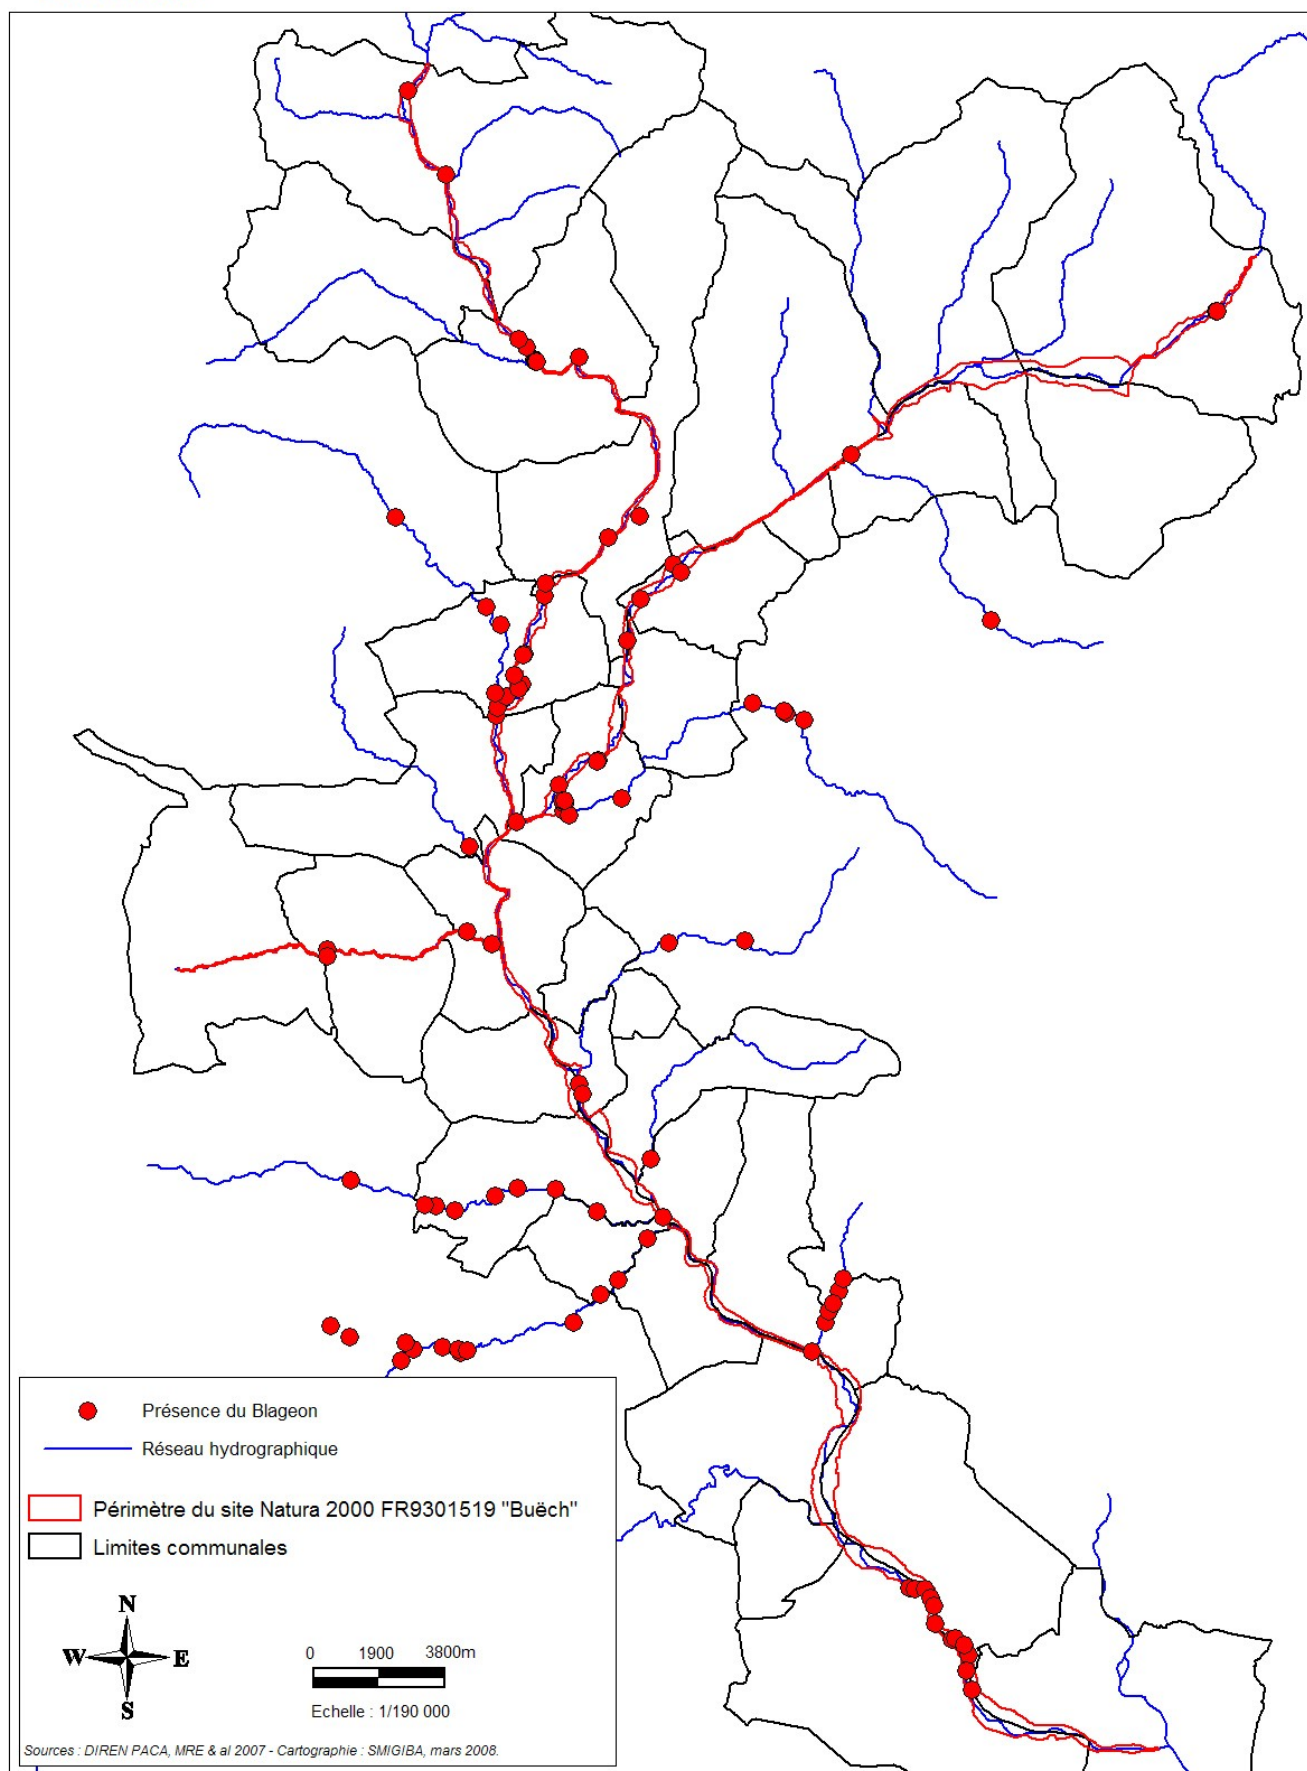 Présence du Blageon
Réseau hydrographique
Périmètre du site Natura 2000 FR9301519 "Buëch"
Limites communales
N
W E
S
0 1900 3800m
Echelle : 1/190 000
Sources : DIREN PACA, MRE & al 2007 - Cartographie : SMIGIBA, mars 2008.